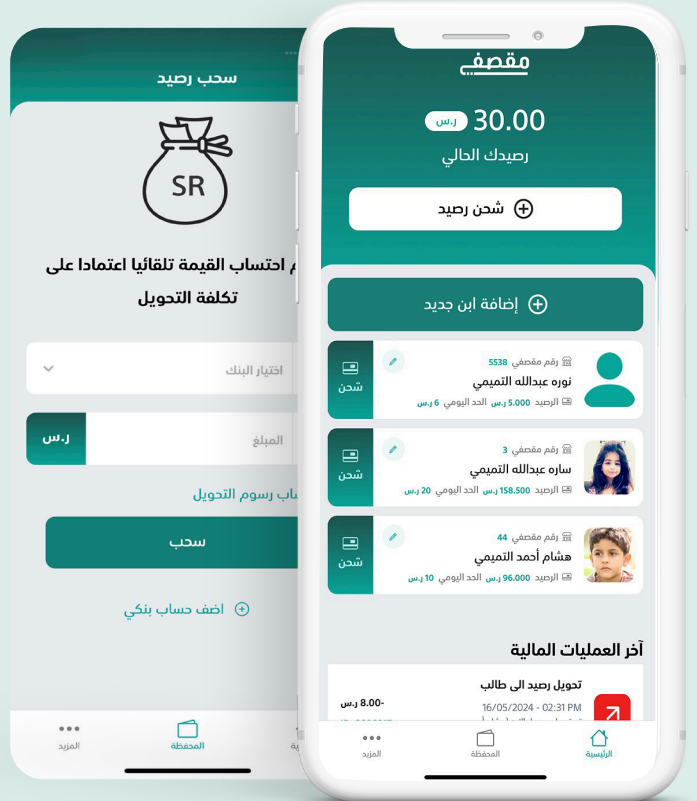 مقصفي
30.00 ر.س
رصيدك الحالي
شحن رصيد
إضافة ابن جديد
رقم مقصفي 5538
نوره عبدالله التميمي
الرصيد 5.000 ر.س الحد اليومي 6 ر.س
شحن
رقم مقصفي 3
ساره عبدالله التميمي
الرصيد 158.500 ر.س الحد اليومي 20 ر.س
شحن
رقم مقصفي 44
هشام أحمد التميمي
الرصيد 96.000 ر.س الحد اليومي 10 ر.س
شحن
آخر العمليات المالية
تحويل رصيد الى طالب
16/05/2024 - 02:31 PM
-8.00 ر.س
الرئيسية
المحفظة
المزيد
سحب رصيد
SR
احتساب القيمة تلقائيا اعتمادا على
تكلفة التحويل
اختيار البنك
المبلغ
ر.س
رسوم التحويل
سحب
اضف حساب بنكي
المحفظة
المزيد